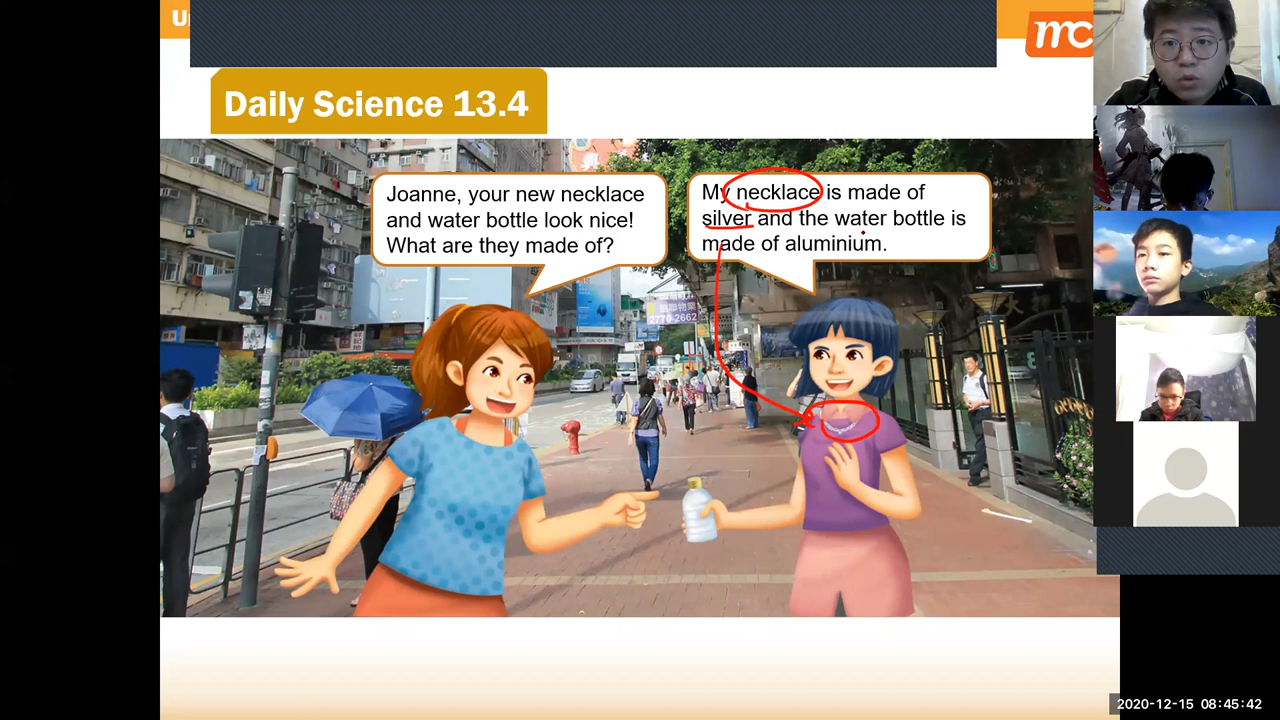 U
mc
Daily Science 13.4
Joanne, your new necklace
and water bottle look nice!
What are they made of?
My necklace is made of
silver and the water bottle is
made of aluminium.
2770-2662
2020-12-15 08:45:42